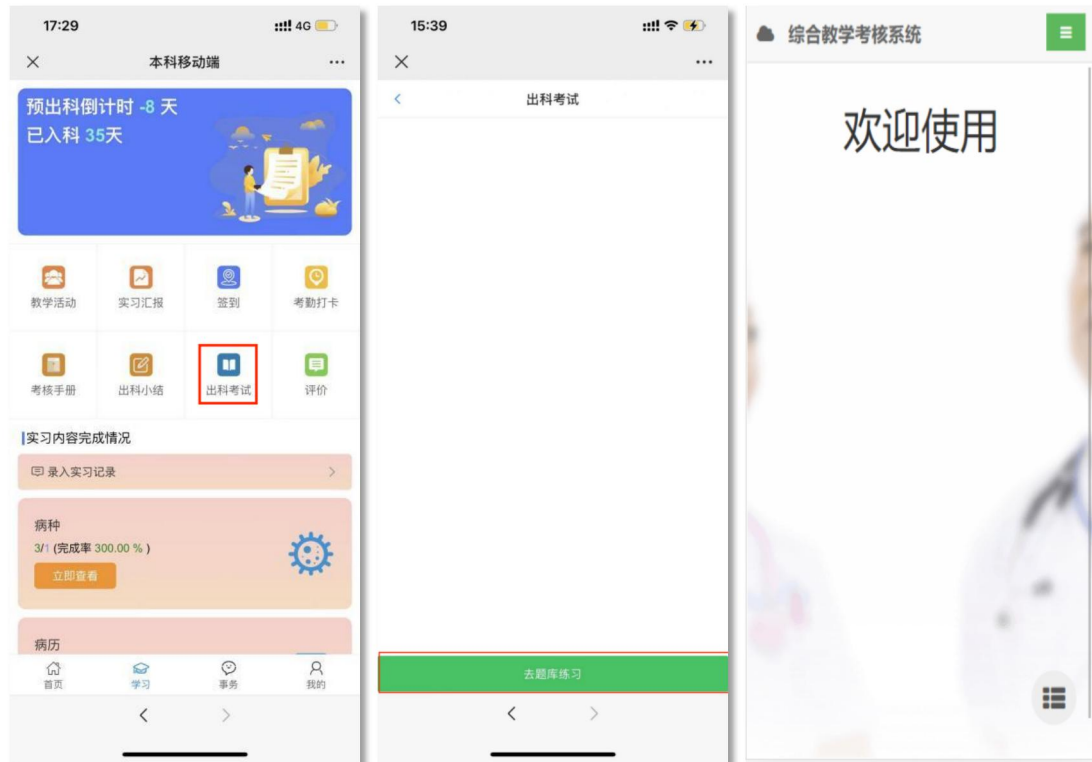 17:29
4G
本科移动端
预出科倒计时 -8 天
已入科 35天
教学活动
实习汇报
签到
考勤打卡
考核手册
出科小结
出科考试
评价
实习内容完成情况
录入实习记录
病种
3/1 (完成率 300.00 % )
立即查看
病历
首页
学习
事务
我的
15:39
出科考试
去题库练习
综合教学考核系统
欢迎使用